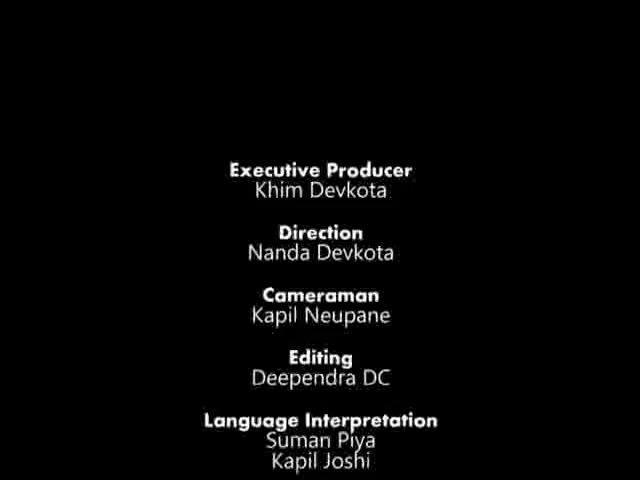 Executive Producer
Khim Devkota
Direction
Nanda Devkota
Cameraman
Kapil Neupane
Editing
Deependra DC
Language Interpretation
Suman Piya
Kapil Joshi